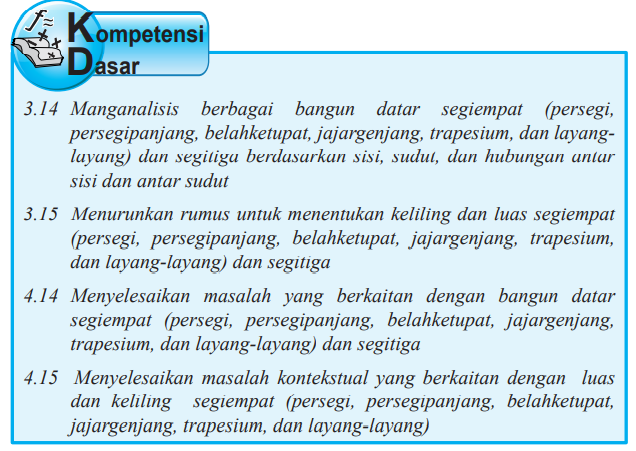 Kompetensi
Dasar
3.14 Manganalisis berbagai bangun datar segiempat (persegi,
persegipanjang, belahketupat, jajargenjang, trapesium, dan layang-
layang) dan segitiga berdasarkan sisi, sudut, dan hubungan antar
sisi dan antar sudut
3.15 Menurunkan rumus untuk menentukan keliling dan luas segiempat
(persegi, persegipanjang, belahketupat, jajargenjang, trapesium,
dan layang-layang) dan segitiga
4.14 Menyelesaikan masalah yang berkaitan dengan bangun datar
segiempat (persegi, persegipanjang, belahketupat, jajargenjang,
trapesium, dan layang-layang) dan segitiga
4.15 Menyelesaikan masalah kontekstual yang berkaitan dengan luas
dan keliling segiempat (persegi, persegipanjang, belahketupat,
jajargenjang, trapesium, dan layang-layang)